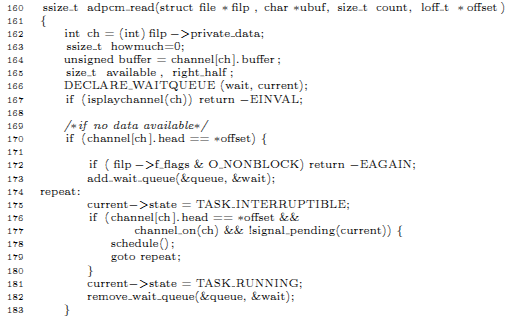 160 ssize_t adpcm_read(struct file * filp , char *ubuf, size_t count, loff_t * offset )
161 {
162 int ch = (int) filp ->private_data;
163 ssize_t howmuch=0;
164 unsigned buffer = channel[ch]. buffer ;
165 size_t available , right_half ;
166 DECLARE_WAITQUEUE (wait, current);
167 if (isplaychannel(ch)) return -EINVAL;
168
169 /*if no data available*/
170 if (channel[ch]. head == *offset) {
171
172 if ( filp ->f_flags & O_NONBLOCK) return -EAGAIN;
173 add_wait_queue(&queue, &wait);
174 repeat:
175 current->state = TASK_INTERRUPTIBLE;
176 if (channel[ch]. head == *offset &&
177 channel_on(ch) && !signal_pending(current)) {
178 schedule();
179 goto repeat;
180 }
181 current->state = TASK_RUNNING;
182 remove_wait_queue(&queue, &wait);
183 }